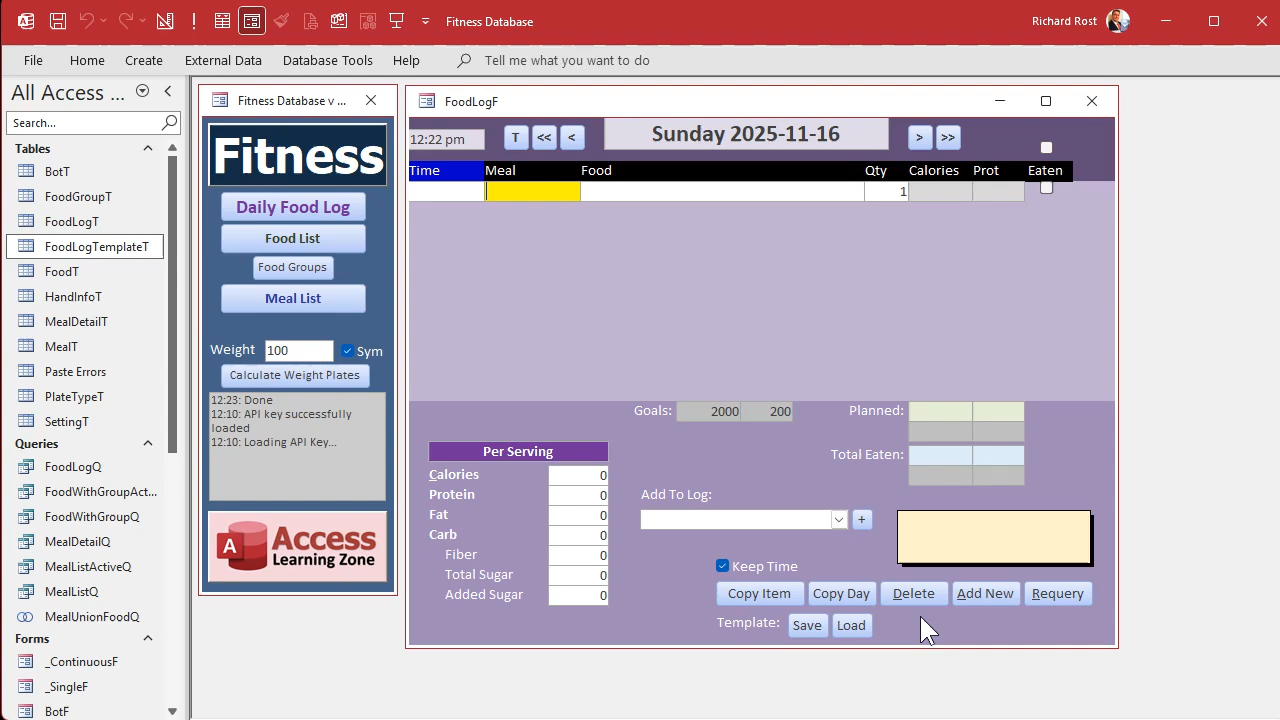 Fitness Database
Richard Rost
File
Home
Create
External Data
Database Tools
Help
Tell me what you want to do
All Access ...
Search...
Tables
BotT
FoodGroupT
FoodLogT
FoodLogTemplateT
FoodT
HandInfoT
MealDetailT
MealT
Paste Errors
PlateTypeT
SettingT
Queries
FoodLogQ
FoodWithGroupAct...
FoodWithGroupQ
MealDetailQ
MealListActiveQ
MealListQ
MealUnionFoodQ
Forms
_ContinuousF
_SingleF
BotF
Fitness Database v ...
Fitness
Daily Food Log
Food List
Food Groups
Meal List
Weight 100 Sym
Calculate Weight Plates
12:23: Done
12:10: API key successfully
loaded
12:10: Loading API Key...
A Access
Learning Zone
FoodLogF
12:22 pm T << < Sunday 2025-11-16 > >>
Time Meal Food Qty Calories Prot Eaten
1
Goals: 2000 200 Planned:
Total Eaten:
Per Serving
Calories 0
Protein 0
Fat 0
Carb 0
Fiber 0
Total Sugar 0
Added Sugar 0
Add To Log:
+
Keep Time
Copy Item Copy Day Delete Add New Requery
Template: Save Load